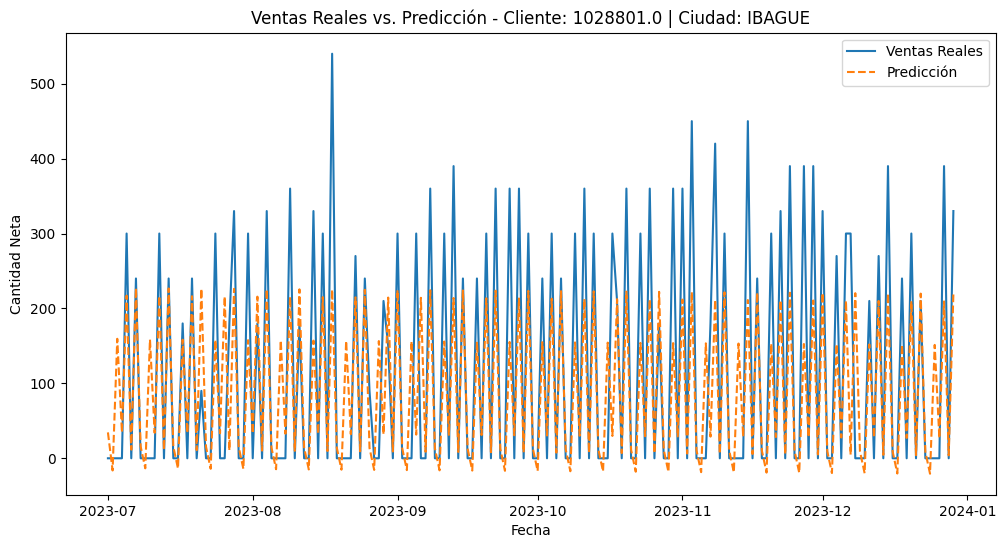 Ventas Reales vs. Predicción - Cliente: 1028801.0 | Ciudad: IBAGUE
Ventas Reales
Predicción
Cantidad Neta
500
400
300
200
100
0
2023-07
2023-08
2023-09
2023-10
2023-11
2023-12
2024-01
Fecha